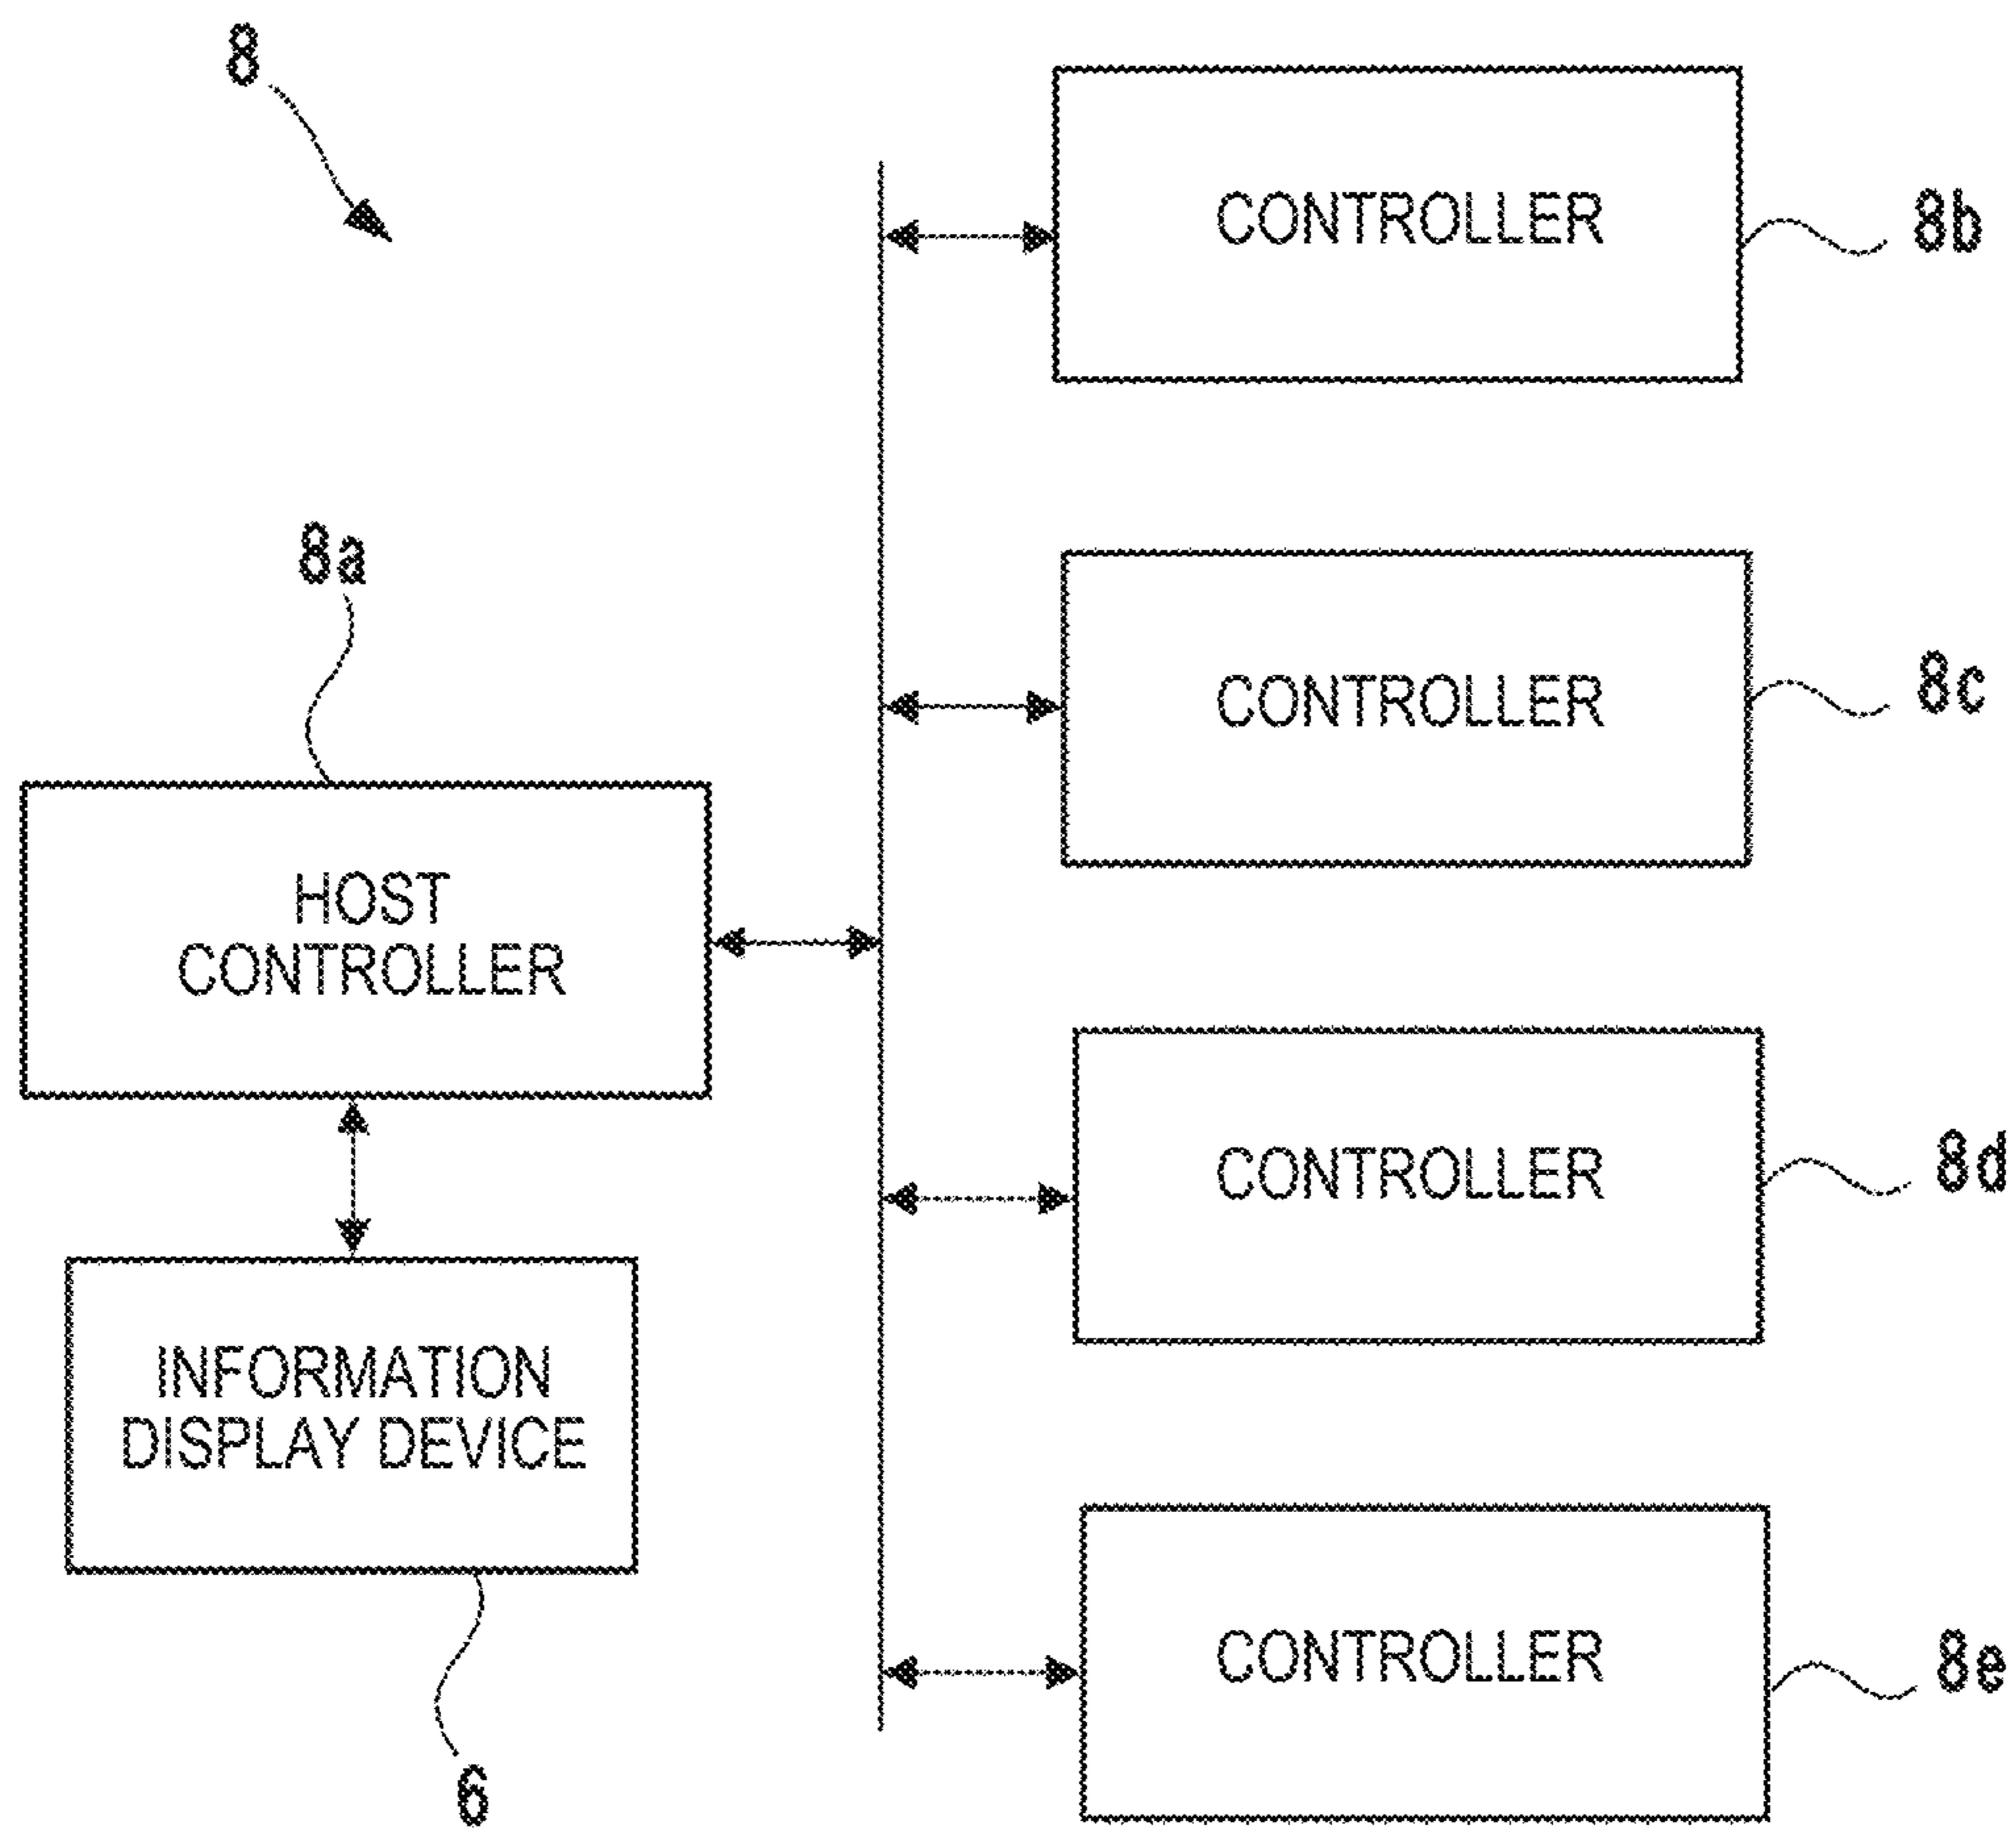 8
CONTROLLER
8b
8a
CONTROLLER
8c
HOST
CONTROLLER
CONTROLLER
8d
INFORMATION
DISPLAY DEVICE
CONTROLLER
8e
6